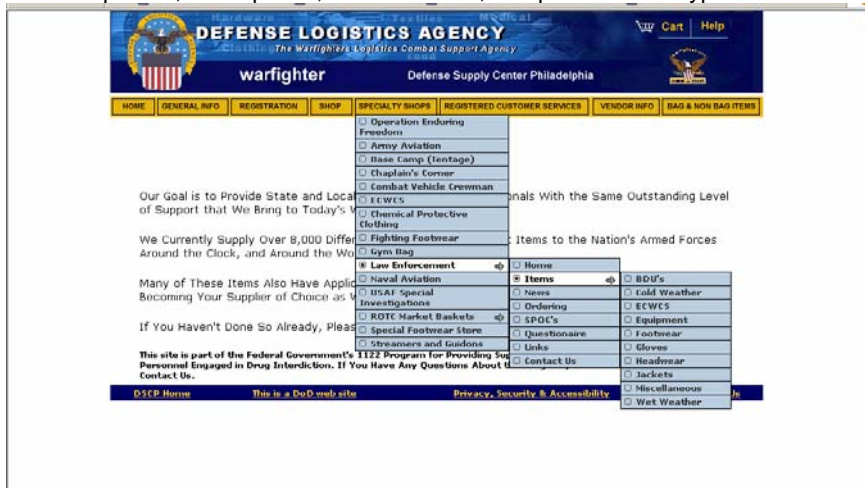 Hardware Textiles Medical
DEFENSE LOGISTICS AGENCY
Clothing The Warfighters Logistics Combat Support Agency
Cart Help
warfighter Defense Supply Center Philadelphia
HOME GENERAL INFO REGISTRATION SHOP SPECIALTY SHOPS REGISTERED CUSTOMER SERVICES VENDOR INFO BAG & NON BAG ITEMS
Operation Enduring
Freedom
Army Aviation
Base Camp (Tentage)
Chaplain's Corner
Combat Vehicle Crewman
ECWCS
Chemical Protective
Clothing
Fighting Footwear
Gym Bag
Law Enforcement
Naval Aviation
USAF Special
Investigations
ROTC Market Baskets
Special Footwear Store
Streamers and Guidons
Home
Items
News
Ordering
SPOC's
Questionaire
Links
Contact Us
BDU's
Cold Weather
ECWCS
Equipment
Footwear
Gloves
Headwear
Jackets
Miscellaneous
Wet Weather
Our Goal is to Provide State and Local With the Same Outstanding Level
of Support that We Bring to Today's
We Currently Supply Over 8,000 Items to the Nation's Armed Forces
Around the Clock, and Around the
Many of These Items Also Have
Becoming Your Supplier of Choice as
If You Haven't Done So Already,
This site is part of the Federal Government's 1122 Program for Providing
Personnel Engaged in Drug Interdiction. If You Have Any Questions About
Contact Us.
DSCP Home This is a DoD web site Privacy, Security & Accessibility